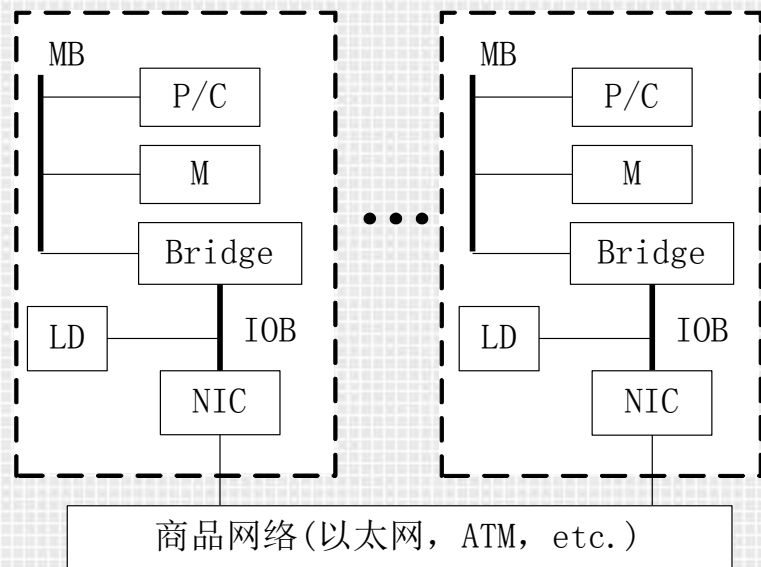 MB
P/C
M
Bridge
LD
IOB
NIC
•••
MB
P/C
M
Bridge
LD
IOB
NIC
商品网络(以太网，ATM，etc.)